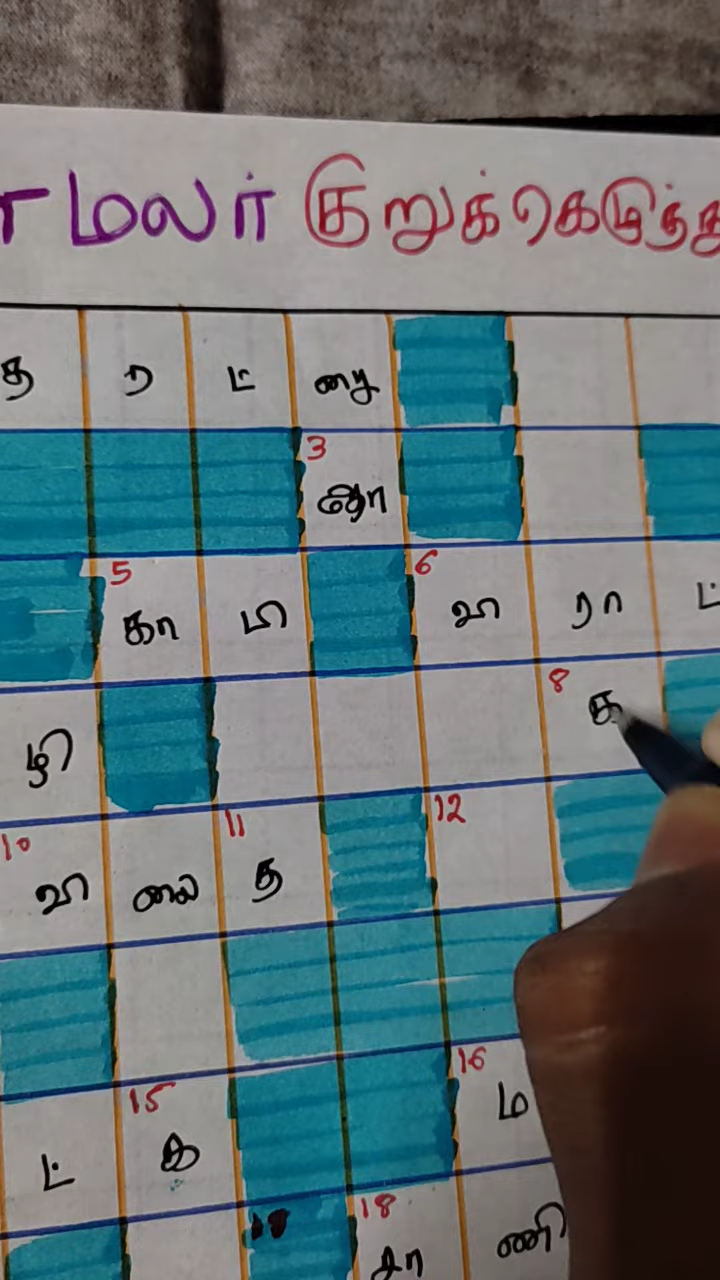 மலர் குறுக்கெழுத்து
த ற ட் டை
3
தோ
5 6
கா பி வி ரா ட்
8
ழி க
10 11 12
வி லை த
15 16
ட் க ம
18
சா ணி